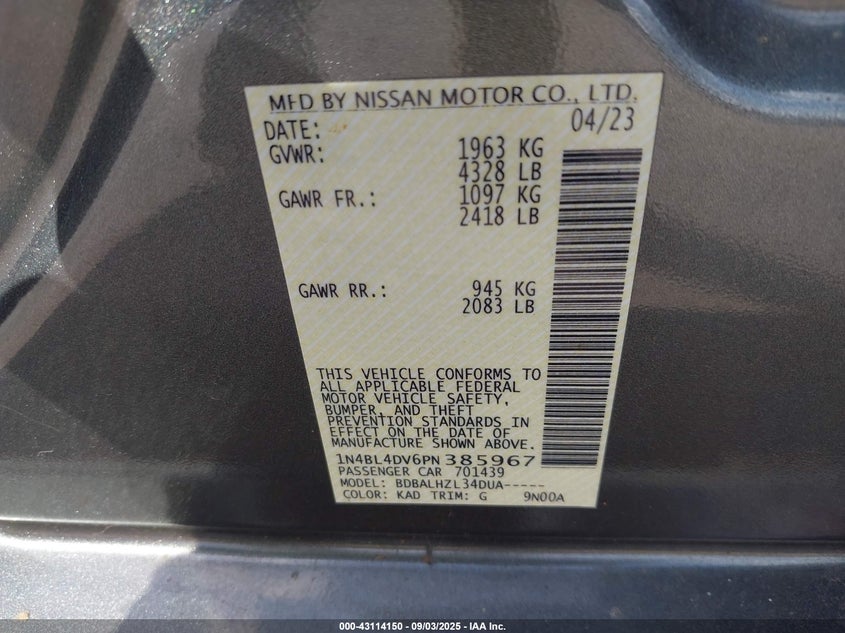 MFD BY NISSAN MOTOR CO., LTD.
DATE: 04/23
GVWR: 1963 KG
4328 LB
GAWR FR.: 1097 KG
2418 LB
GAWR RR.: 945 KG
2083 LB
THIS VEHICLE CONFORMS TO
ALL APPLICABLE FEDERAL
MOTOR VEHICLE SAFETY,
BUMPER, AND THEFT
PREVENTION STANDARDS IN
EFFECT ON THE DATE OF
MANUFACTURE SHOWN ABOVE.
1N4BL4DV6PN385967
PASSENGER CAR 701439
MODEL: BDBALHZL34DUA-----
COLOR: KAD TRIM: G 9N00A
000-43114150 - 09/03/2025 - IAA Inc.